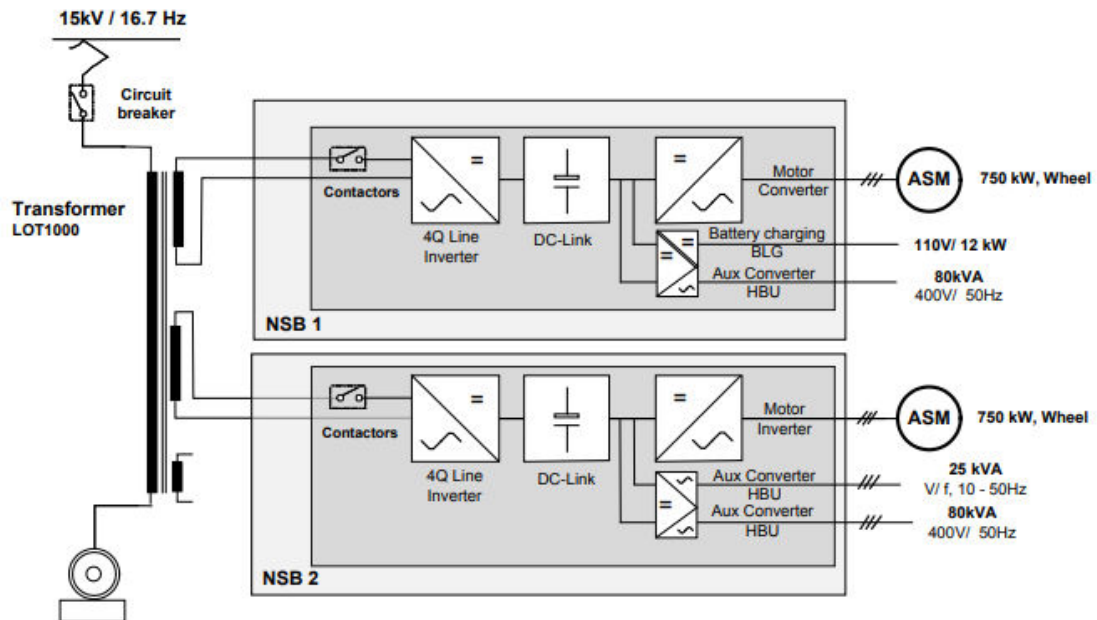 15kV / 16.7 Hz
Circuit
breaker
Transformer
LOT1000
Contactors
=
4Q Line
Inverter
DC-Link
=
Motor
Converter
ASM
750 kW, Wheel
= =
Battery charging
BLG
110V/ 12 kW
Aux Converter
HBU
80kVA
400V/ 50Hz
NSB 1
Contactors
=
4Q Line
Inverter
DC-Link
=
Motor
Inverter
ASM
750 kW, Wheel
=
Aux Converter
HBU
25 kVA
V/ f, 10 - 50Hz
Aux Converter
HBU
80kVA
400V/ 50Hz
NSB 2